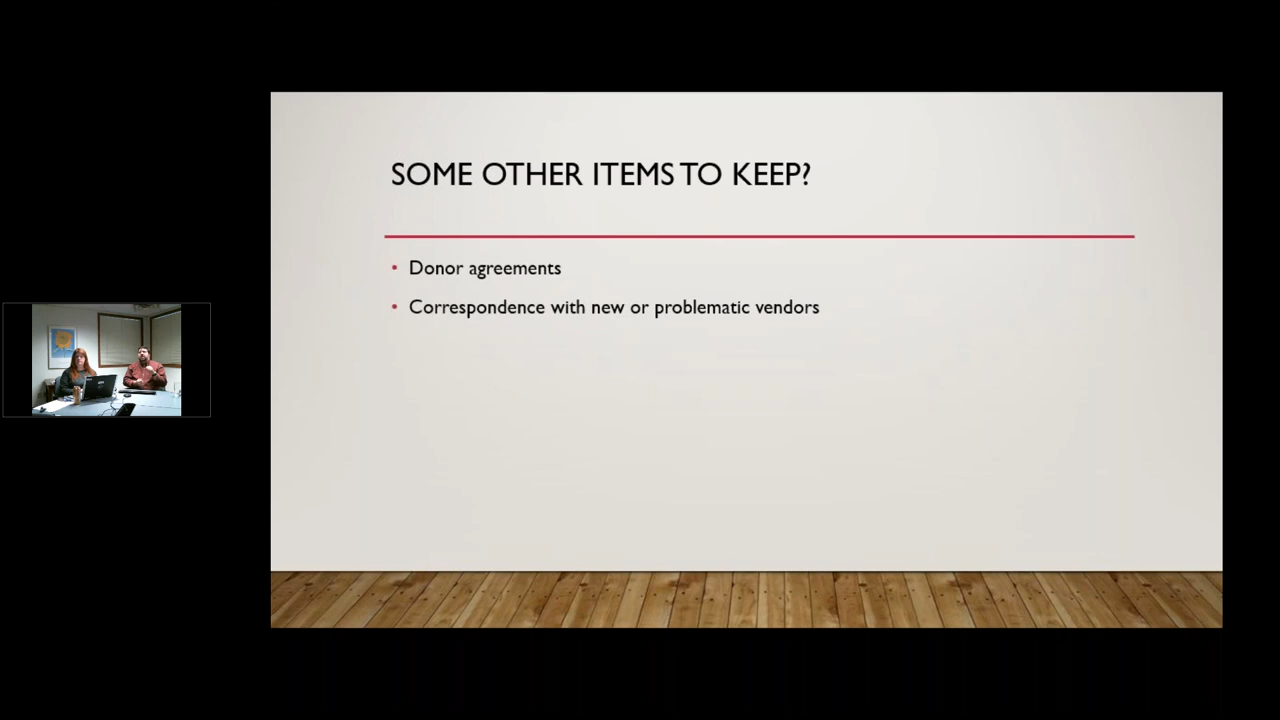 SOME OTHER ITEMS TO KEEP?
• Donor agreements
• Correspondence with new or problematic vendors